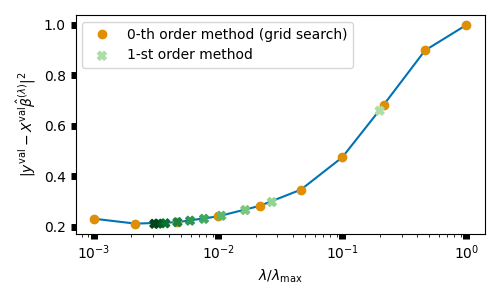 0-th order method (grid search)
1-st order method
1.0
0.8
0.6
0.4
0.2
|y^val − X^val β̂^(λ)|²
10⁻³ 10⁻² 10⁻¹ 10⁰
λ/λ_max